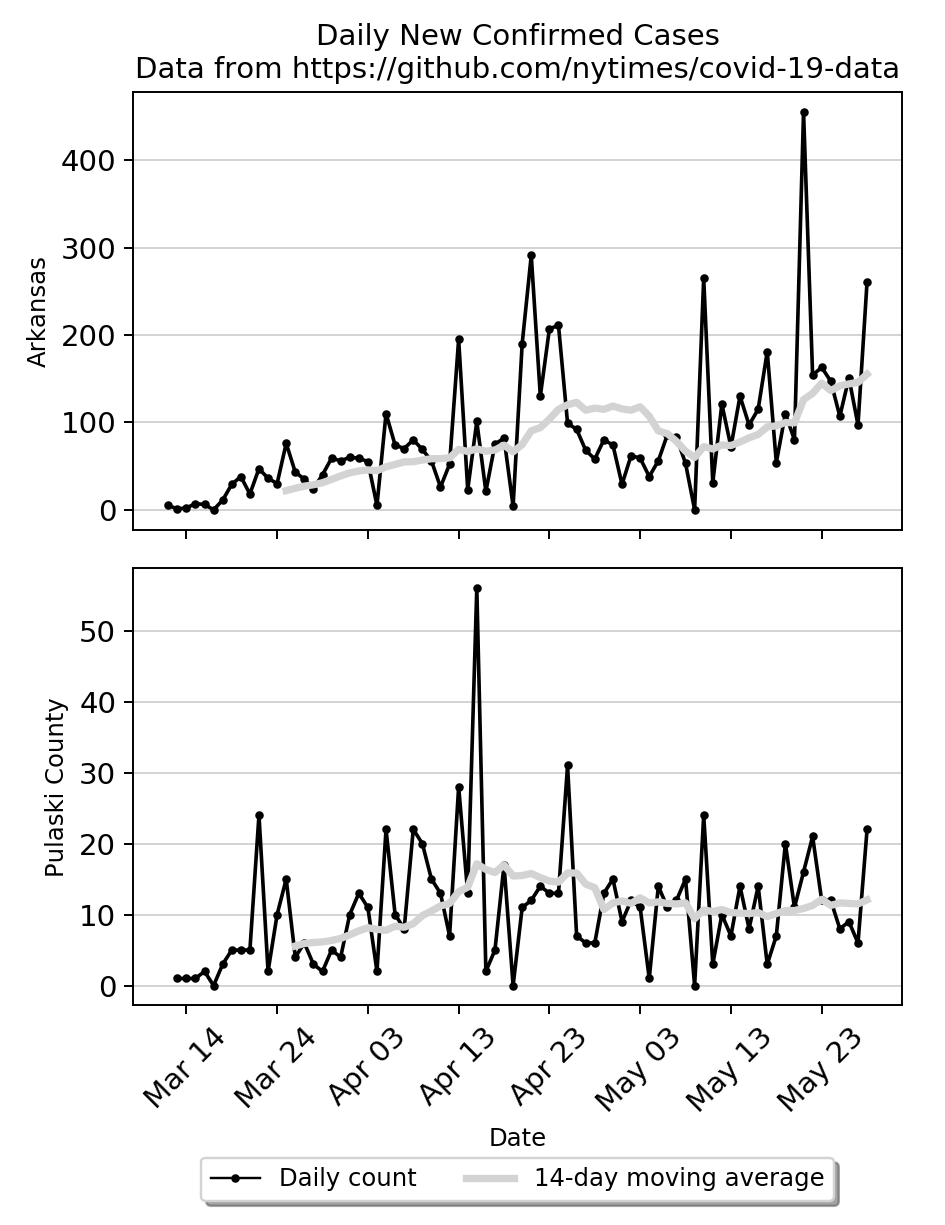 Daily New Confirmed Cases
Data from https://github.com/nytimes/covid-19-data
400
300
200
100
0
Arkansas
50
40
30
20
10
0
Pulaski County
Mar 14
Mar 24
Apr 03
Apr 13
Apr 23
May 03
May 13
May 23
Date
Daily count
14-day moving average